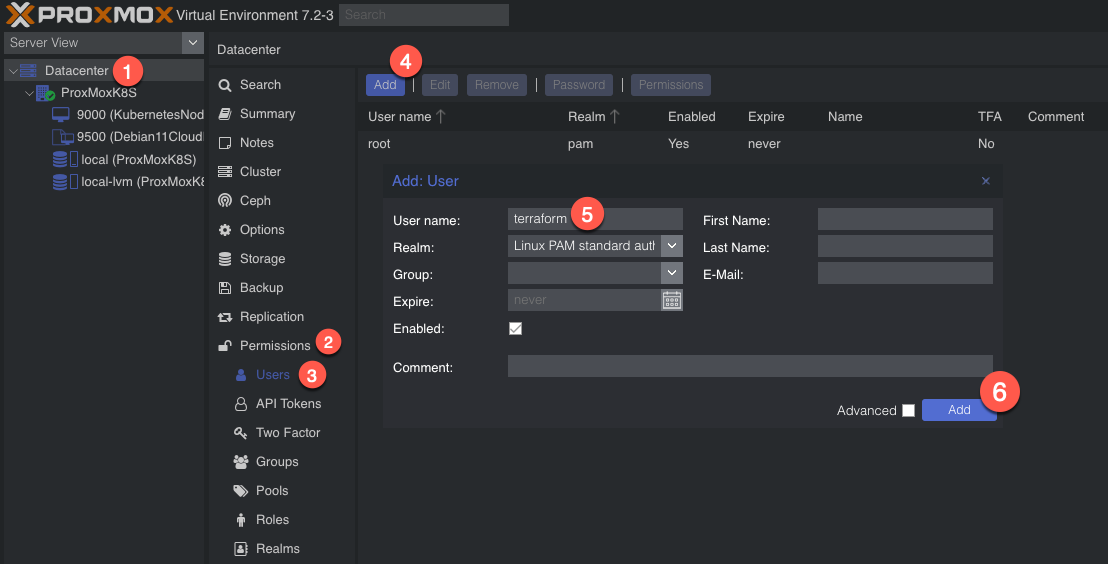 PROXMOX Virtual Environment 7.2-3 Search
Server View
Datacenter 1
ProxMoxK8S
9000 (KubernetesNod
9500 (Debian11Cloud
local (ProxMoxK8S)
local-lvm (ProxMoxK8
Datacenter
Search
Summary
Notes
Cluster
Ceph
Options
Storage
Backup
Replication
Permissions 2
Users 3
API Tokens
Two Factor
Groups
Pools
Roles
Realms
4
Add | Edit Remove | Password | Permissions
User name Realm Enabled Expire Name TFA Comment
root pam Yes never No
Add: User ×
User name: terraform 5 First Name:
Realm: Linux PAM standard auth Last Name:
Group: E-Mail:
Expire: never
Enabled:
Comment:
6
Advanced Add